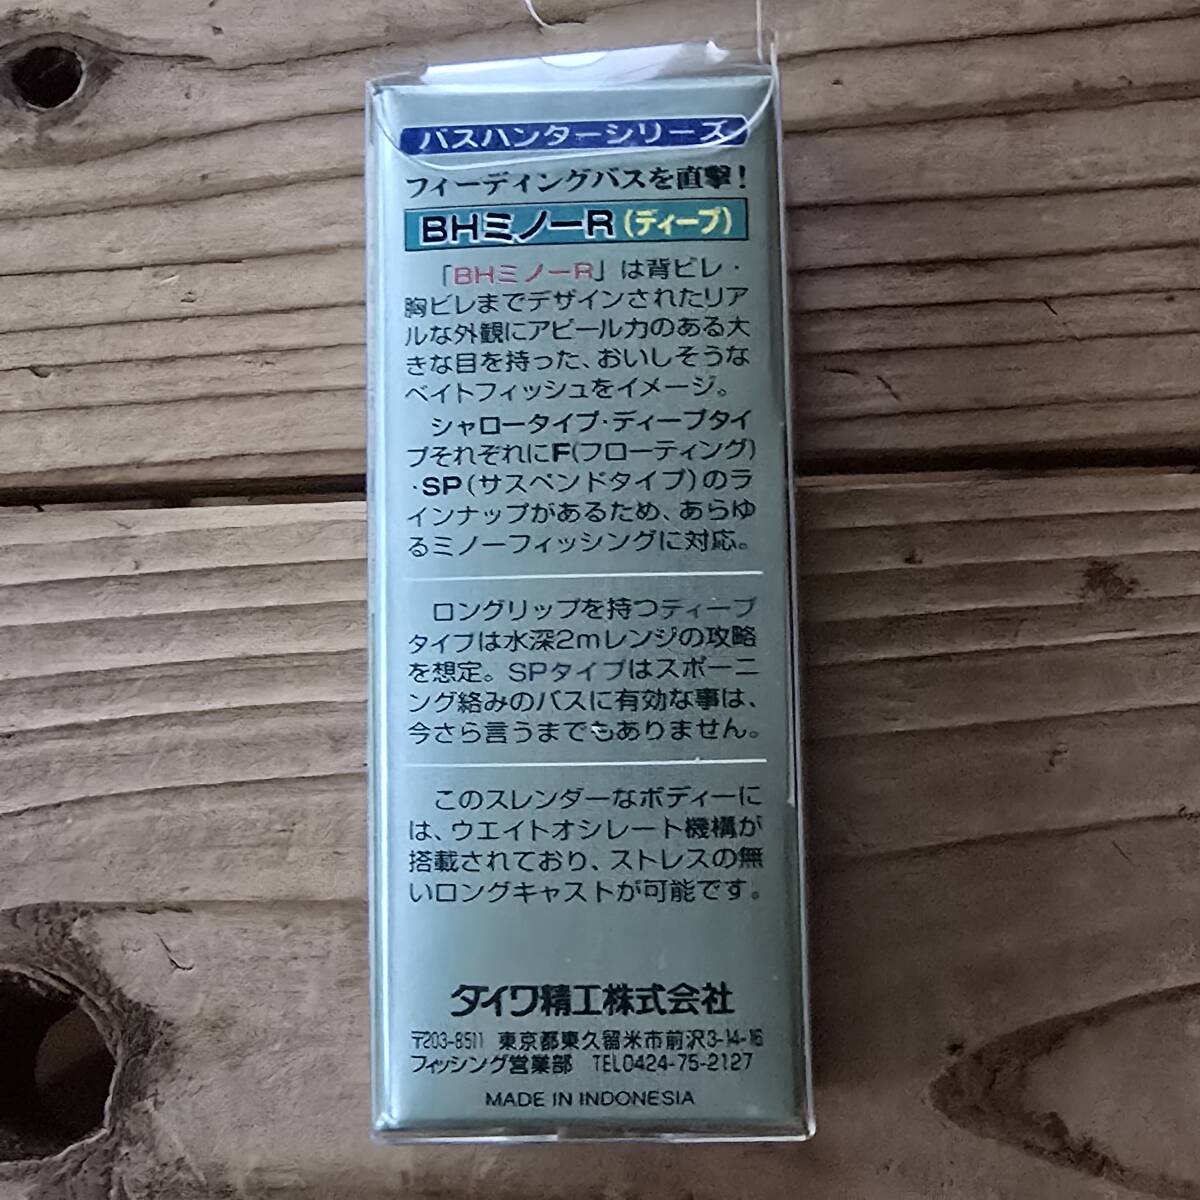 バスハンターシリーズ
フィーディングバスを直撃!
BHミノーR(ディープ)
「BHミノーR」は背ビレ・
胸ビレまでデザインされたリア
ルな外観にアピール力のある大
きな目を持った、おいしそうな
ベイトフィッシュをイメージ。
シャロータイプ・ディープタイ
プそれぞれにF(フローティング)
・SP(サスペンドタイプ)のラ
インナップがあるため、あらゆ
るミノーフィッシングに対応。
ロングリップを持つディープ
タイプは水深2mレンジの攻略
を想定。SPタイプはスポーニ
ング絡みのバスに有効な事は、
今さら言うまでもありません。
このスレンダーなボディーに
は、ウエイトオシレート機構が
搭載されており、ストレスの無
いロングキャストが可能です。
ダイワ精工株式会社
〒203-8511 東京都東久留米市前沢3-14-16
フィッシング営業部 TEL0424-75-2127
MADE IN INDONESIA